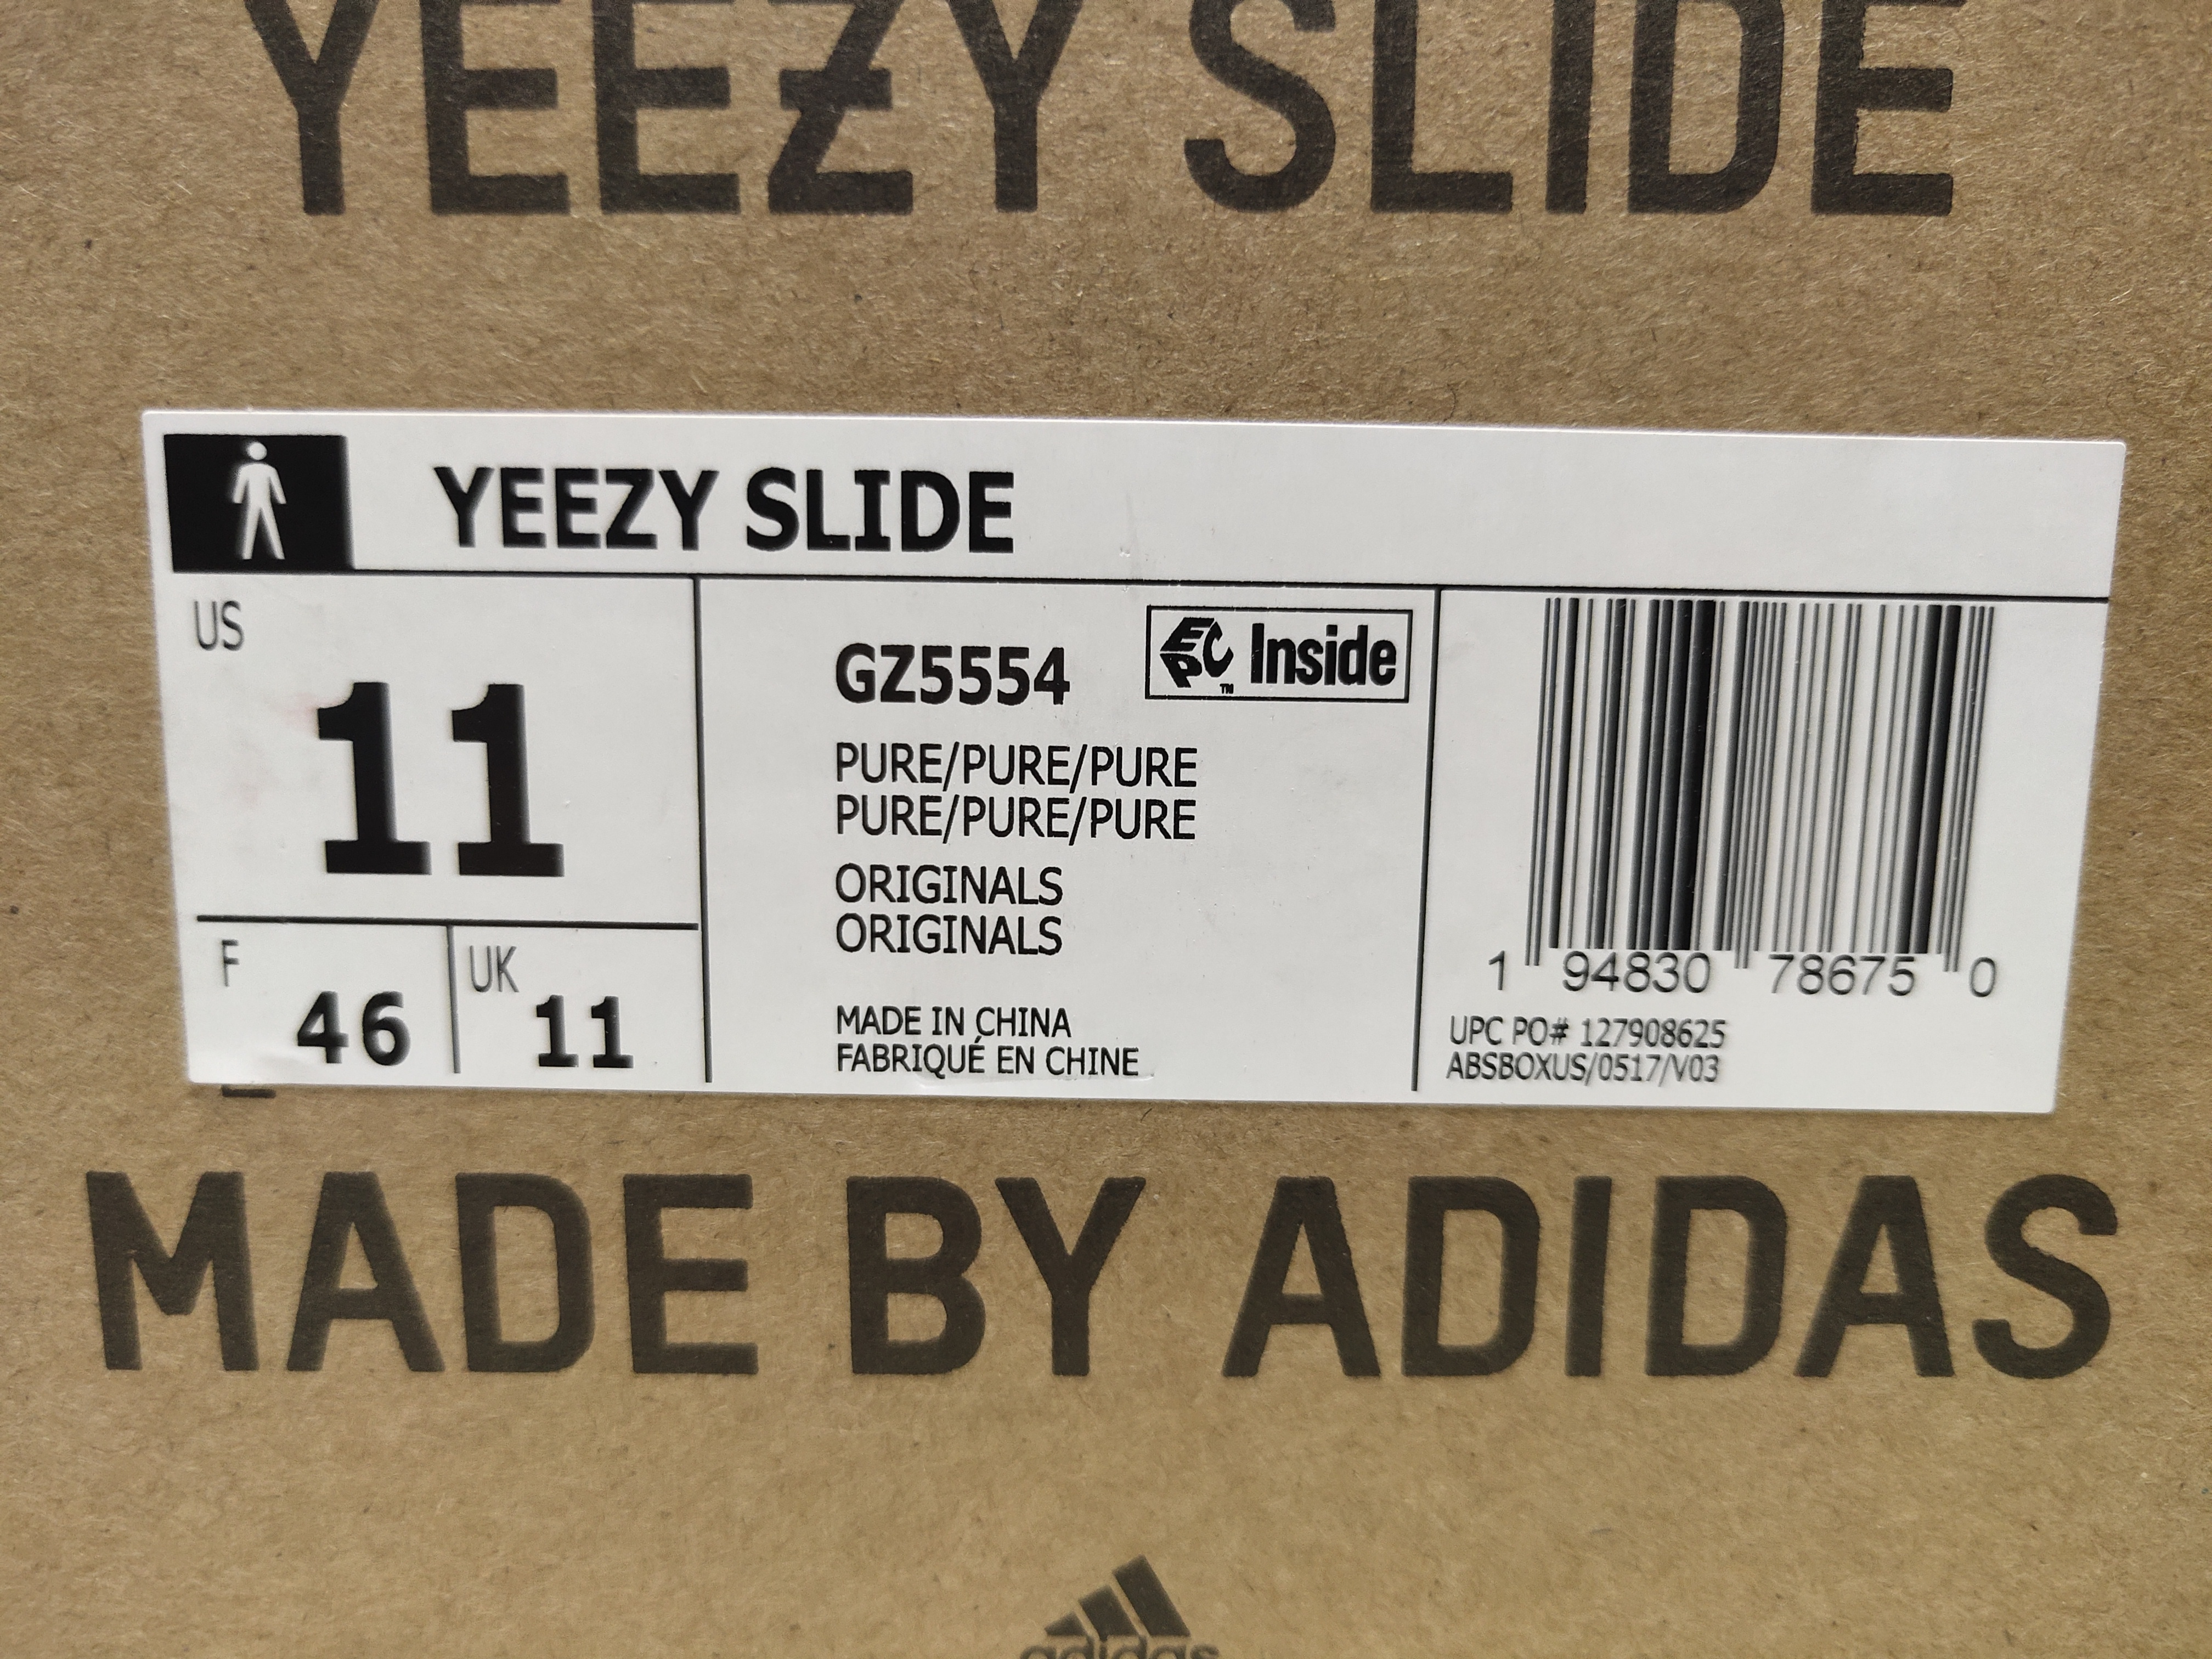 YEEZY SLIDE
YEEZY SLIDE
US
11
F
46
UK
11
GZ5554
EPC™ Inside
PURE/PURE/PURE
PURE/PURE/PURE
ORIGINALS
ORIGINALS
MADE IN CHINA
FABRIQUÉ EN CHINE
1 94830 78675 0
UPC PO# 127908625
ABSBOXUS/0517/V03
MADE BY ADIDAS
adidas